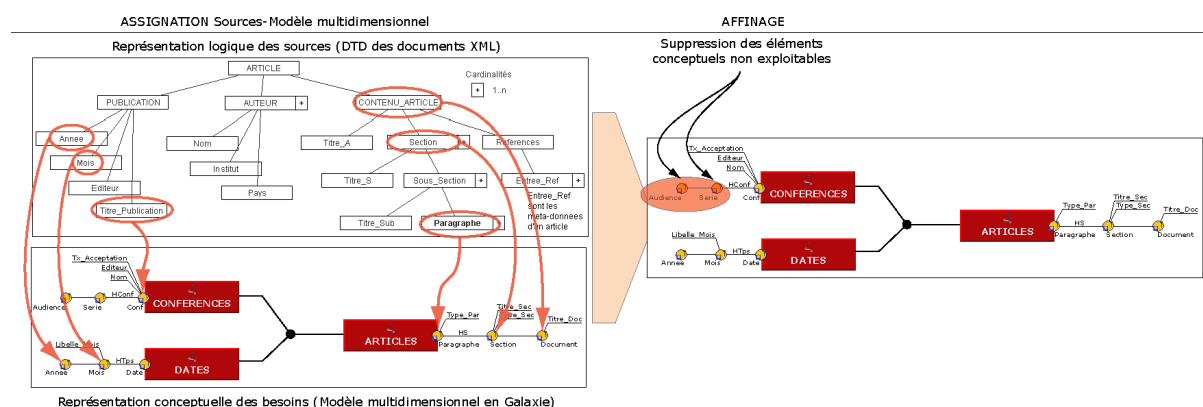 ASSIGNATION Sources-Modèle multidimensionnel
AFFINAGE
Représentation logique des sources (DTD des documents XML)
Suppression des éléments
conceptuels non exploitables
ARTICLE
Cardinalités
+ 1..n
PUBLICATION
AUTEUR +
CONTENU_ARTICLE
Annee
Nom
Titre_A
Section
References
Mois
Institut
Titre_S
Sous_Section +
Entree_Ref +
Editeur
Pays
Entree_Ref
sont les
meta-donnees
d'un article
Titre_Publication
Titre_Sub
Paragraphe
Tx_Acceptation
Editeur
Nom
Audience
Serie
HConf
Conf
CONFERENCES
Type_Par
Titre_Sec
Titre_Doc
ARTICLES
HS
Paragraphe
Section
Document
Libelle_Mois
Annee
Mois
HTps
Date
DATES
Tx_Acceptation
Editeur
Nom
Audience
Serie
HConf
Conf
CONFERENCES
Type_Par
Titre_Sec
Type_Sec
Titre_Doc
ARTICLES
HS
Paragraphe
Section
Document
Libelle_Mois
Annee
Mois
HTps
Date
DATES
Représentation conceptuelle des besoins (Modèle multidimensionnel en Galaxie)